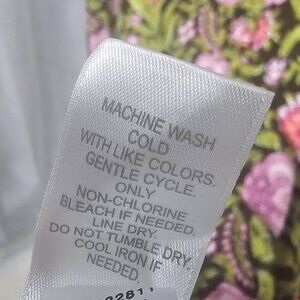 MACHINE WASH
COLD
WITH LIKE COLORS.
GENTLE CYCLE.
ONLY
NON-CHLORINE
BLEACH IF NEEDED.
LINE DRY.
DO NOT TUMBLE DRY.
COOL IRON IF
NEEDED.